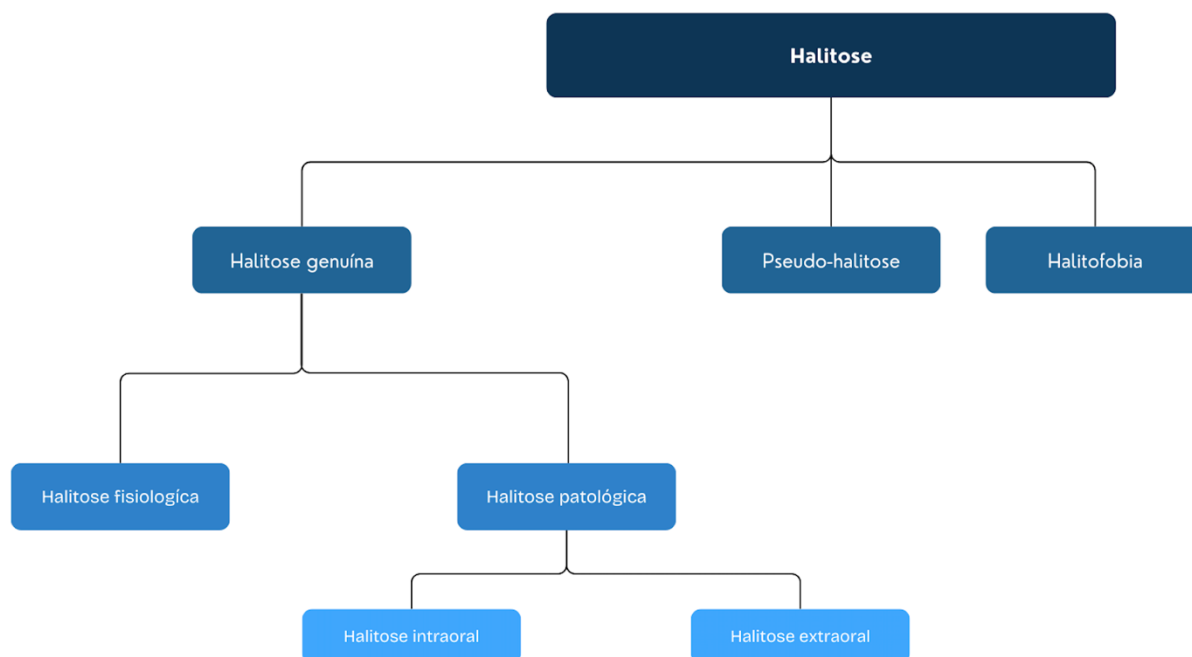 Halitose
Halitose genuína
Pseudo-halitose
Halitofobia
Halitose fisiologíca
Halitose patológica
Halitose intraoral
Halitose extraoral